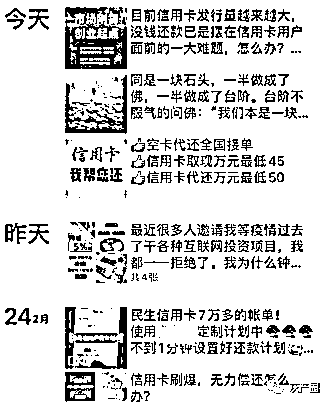 今天
目前信用卡发行量越来越大，
没钱还款已是摆在信用卡用户
面前的一大难题，怎么办？...
同是一块石头，一半做成了
佛，一半做成了台阶。台阶不
服气的问佛：“我们本是一块...
信用卡
我帮您还
👍空卡代还全国接单
👍信用卡取现万元最低45
👍信用卡代还万元最低50
昨天
5%
最近很多人邀请我等疫情过去
了干各种互联网投资项目，我
都一一拒绝了。我为什么钟...
共4张
24 2月
民生信用卡7万多的帐单！
使用 定制计划中
不到1分钟设置好还款计划
信用卡刷爆，无力偿还怎么
办？
灰产圈